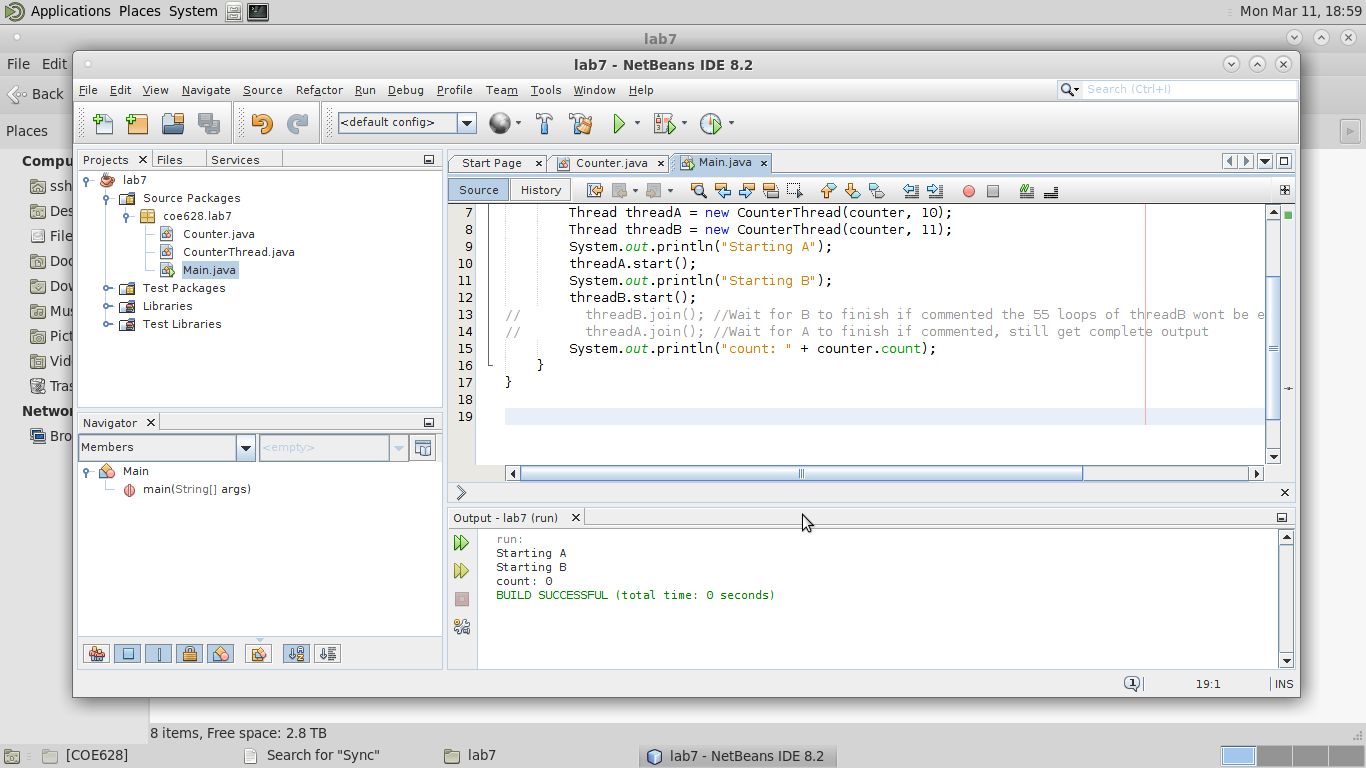 Applications Places System
Mon Mar 11, 18:59
lab7
File Edit
Back
Places
Compu
ssh
Des
File
Doc
Dow
Mus
Pict
Vide
Tras
Netwo
Bro
lab7 - NetBeans IDE 8.2
File Edit View Navigate Source Refactor Run Debug Profile Team Tools Window Help
Search (Ctrl+I)
<default config>
Projects Files Services
lab7
Source Packages
coe628.lab7
Counter.java
CounterThread.java
Main.java
Test Packages
Libraries
Test Libraries
Navigator
Members <empty>
Main
main(String[] args)
Start Page Counter.java Main.java
Source History
7 Thread threadA = new CounterThread(counter, 10);
8 Thread threadB = new CounterThread(counter, 11);
9 System.out.println("Starting A");
10 threadA.start();
11 System.out.println("Starting B");
12 threadB.start();
13 // threadB.join(); //Wait for B to finish if commented the 55 loops of threadB wont be e
14 // threadA.join(); //Wait for A to finish if commented, still get complete output
15 System.out.println("count: " + counter.count);
16 }
17 }
18
19
Output - lab7 (run)
run:
Starting A
Starting B
count: 0
BUILD SUCCESSFUL (total time: 0 seconds)
1 19:1 INS
8 items, Free space: 2.8 TB
[COE628] Search for "Sync" lab7 lab7 - NetBeans IDE 8.2